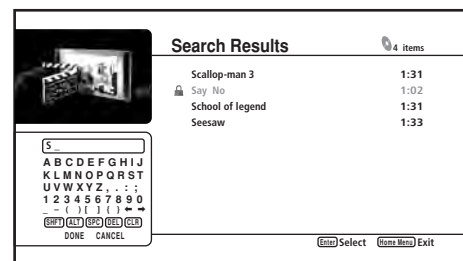 Search Results 4 items
Scallop-man 3 1:31
Say No 1:02
School of legend 1:31
Seesaw 1:33
S _
A B C D E F G H I J
K L M N O P Q R S T
U V W X Y Z , . : ;
1 2 3 4 5 6 7 8 9 0
_ – ( ) [ ] { } ← →
SHFT ALT SPC DEL CLR
DONE CANCEL
Enter Select Home Menu Exit